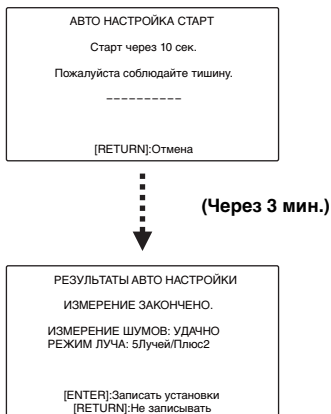 АВТО НАСТРОЙКА СТАРТ
Старт через 10 сек.
Пожалуйста соблюдайте тишину.
_ _ _ _ _ _ _ _ _ _
[RETURN]:Отмена
(Через 3 мин.)
РЕЗУЛЬТАТЫ АВТО НАСТРОЙКИ
ИЗМЕРЕНИЕ ЗАКОНЧЕНО.
ИЗМЕРЕНИЕ ШУМОВ: УДАЧНО
РЕЖИМ ЛУЧА: 5Лучей/Плюс2
[ENTER]:Записать установки
[RETURN]:Не записывать